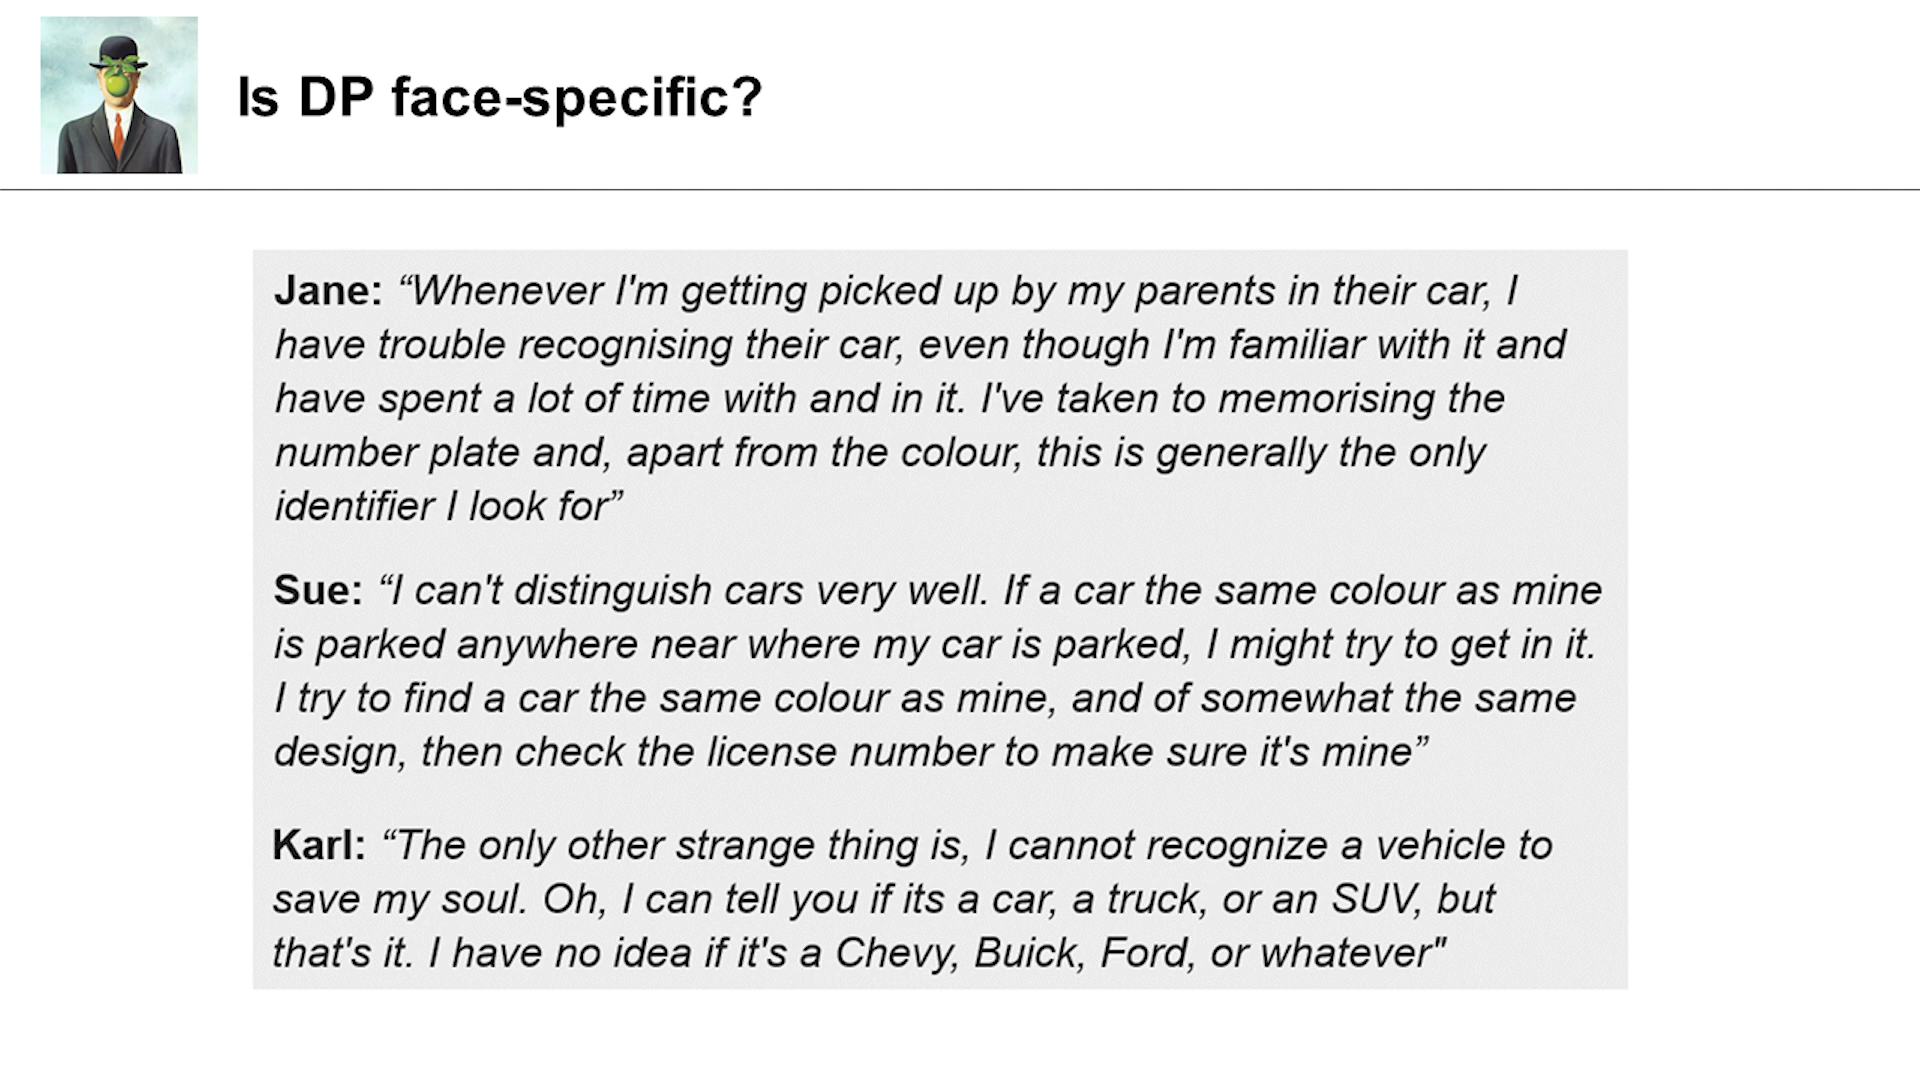 Is DP face-specific?
Jane: “Whenever I'm getting picked up by my parents in their car, I
have trouble recognising their car, even though I'm familiar with it and
have spent a lot of time with and in it. I've taken to memorising the
number plate and, apart from the colour, this is generally the only
identifier I look for”
Sue: “I can't distinguish cars very well. If a car the same colour as mine
is parked anywhere near where my car is parked, I might try to get in it.
I try to find a car the same colour as mine, and of somewhat the same
design, then check the license number to make sure it's mine”
Karl: “The only other strange thing is, I cannot recognize a vehicle to
save my soul. Oh, I can tell you if its a car, a truck, or an SUV, but
that's it. I have no idea if it's a Chevy, Buick, Ford, or whatever"